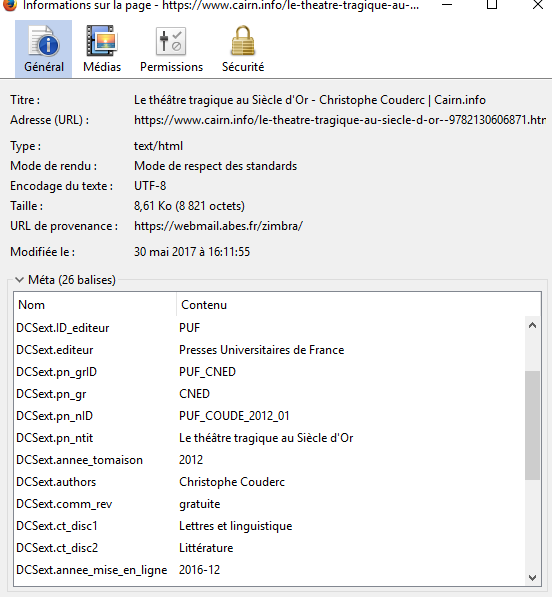 Informations sur la page - https://www.cairn.info/le-theatre-tragique-au-...
Général Médias Permissions Sécurité
Titre : Le théâtre tragique au Siècle d'Or - Christophe Couderc | Cairn.info
Adresse (URL) : https://www.cairn.info/le-theatre-tragique-au-siecle-d-or--9782130606871.htr
Type : text/html
Mode de rendu : Mode de respect des standards
Encodage du texte : UTF-8
Taille : 8,61 Ko (8 821 octets)
URL de provenance : https://webmail.abes.fr/zimbra/
Modifiée le : 30 mai 2017 à 16:11:55
Méta (26 balises)
Nom Contenu
DCSext.ID_editeur PUF
DCSext.editeur Presses Universitaires de France
DCSext.pn_grID PUF_CNED
DCSext.pn_gr CNED
DCSext.pn_nID PUF_COUDE_2012_01
DCSext.pn_ntit Le théâtre tragique au Siècle d'Or
DCSext.annee_tomaison 2012
DCSext.authors Christophe Couderc
DCSext.comm_rev gratuite
DCSext.ct_disc1 Lettres et linguistique
DCSext.ct_disc2 Littérature
DCSext.annee_mise_en_ligne 2016-12